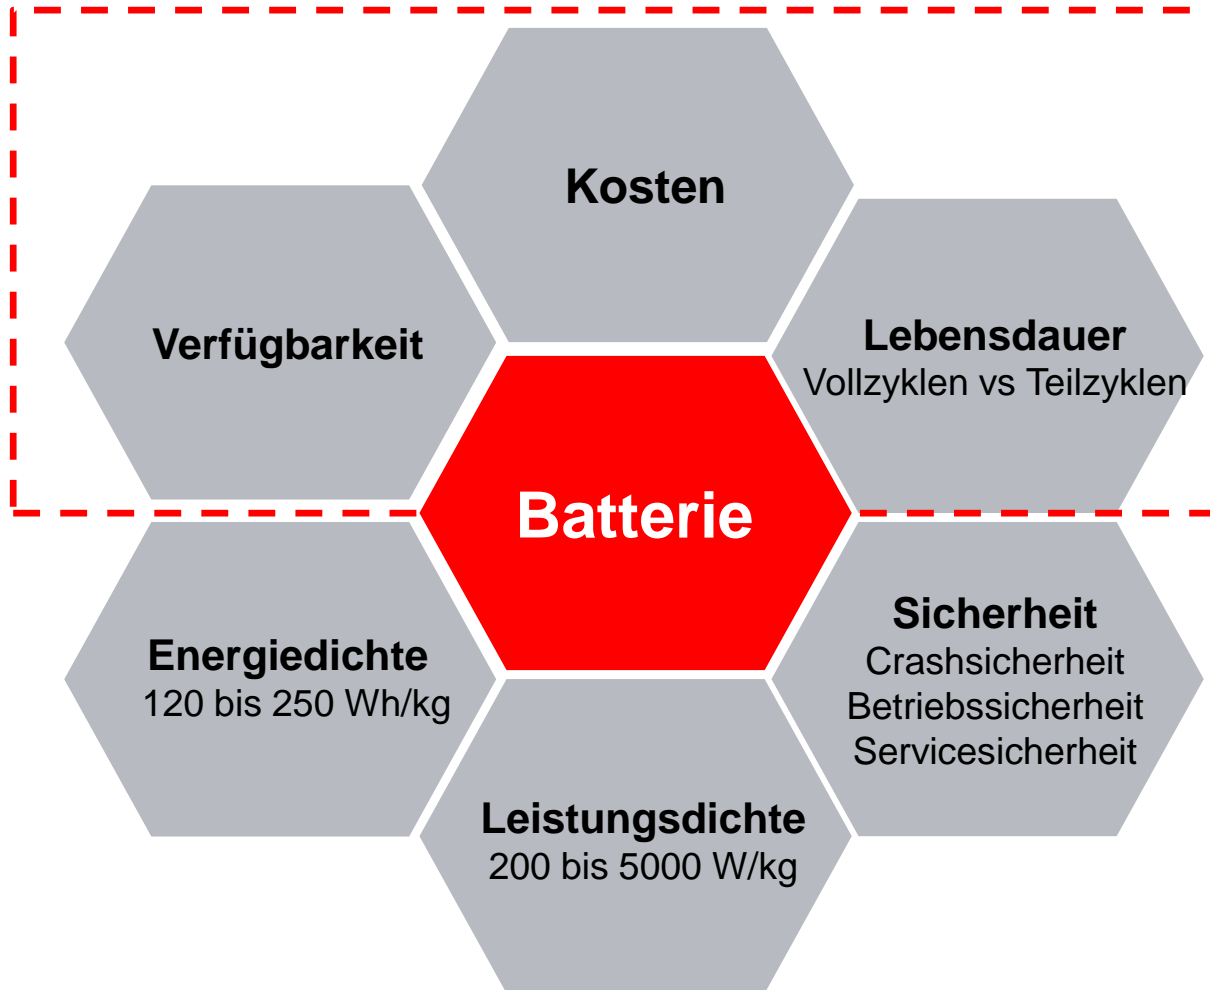 Kosten
Verfügbarkeit
Lebensdauer
Vollzyklen vs Teilzyklen
Batterie
Energiedichte
120 bis 250 Wh/kg
Sicherheit
Crashsicherheit
Betriebssicherheit
Servicesicherheit
Leistungsdichte
200 bis 5000 W/kg